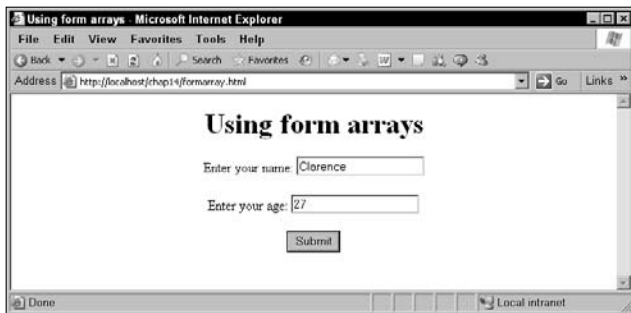 Using form arrays - Microsoft Internet Explorer
File Edit View Favorites Tools Help
Back Search Favorites
Address http://localhost/chap14/formarray.html Go Links »
Using form arrays
Enter your name: Clarence
Enter your age: 27
Submit
Done Local intranet